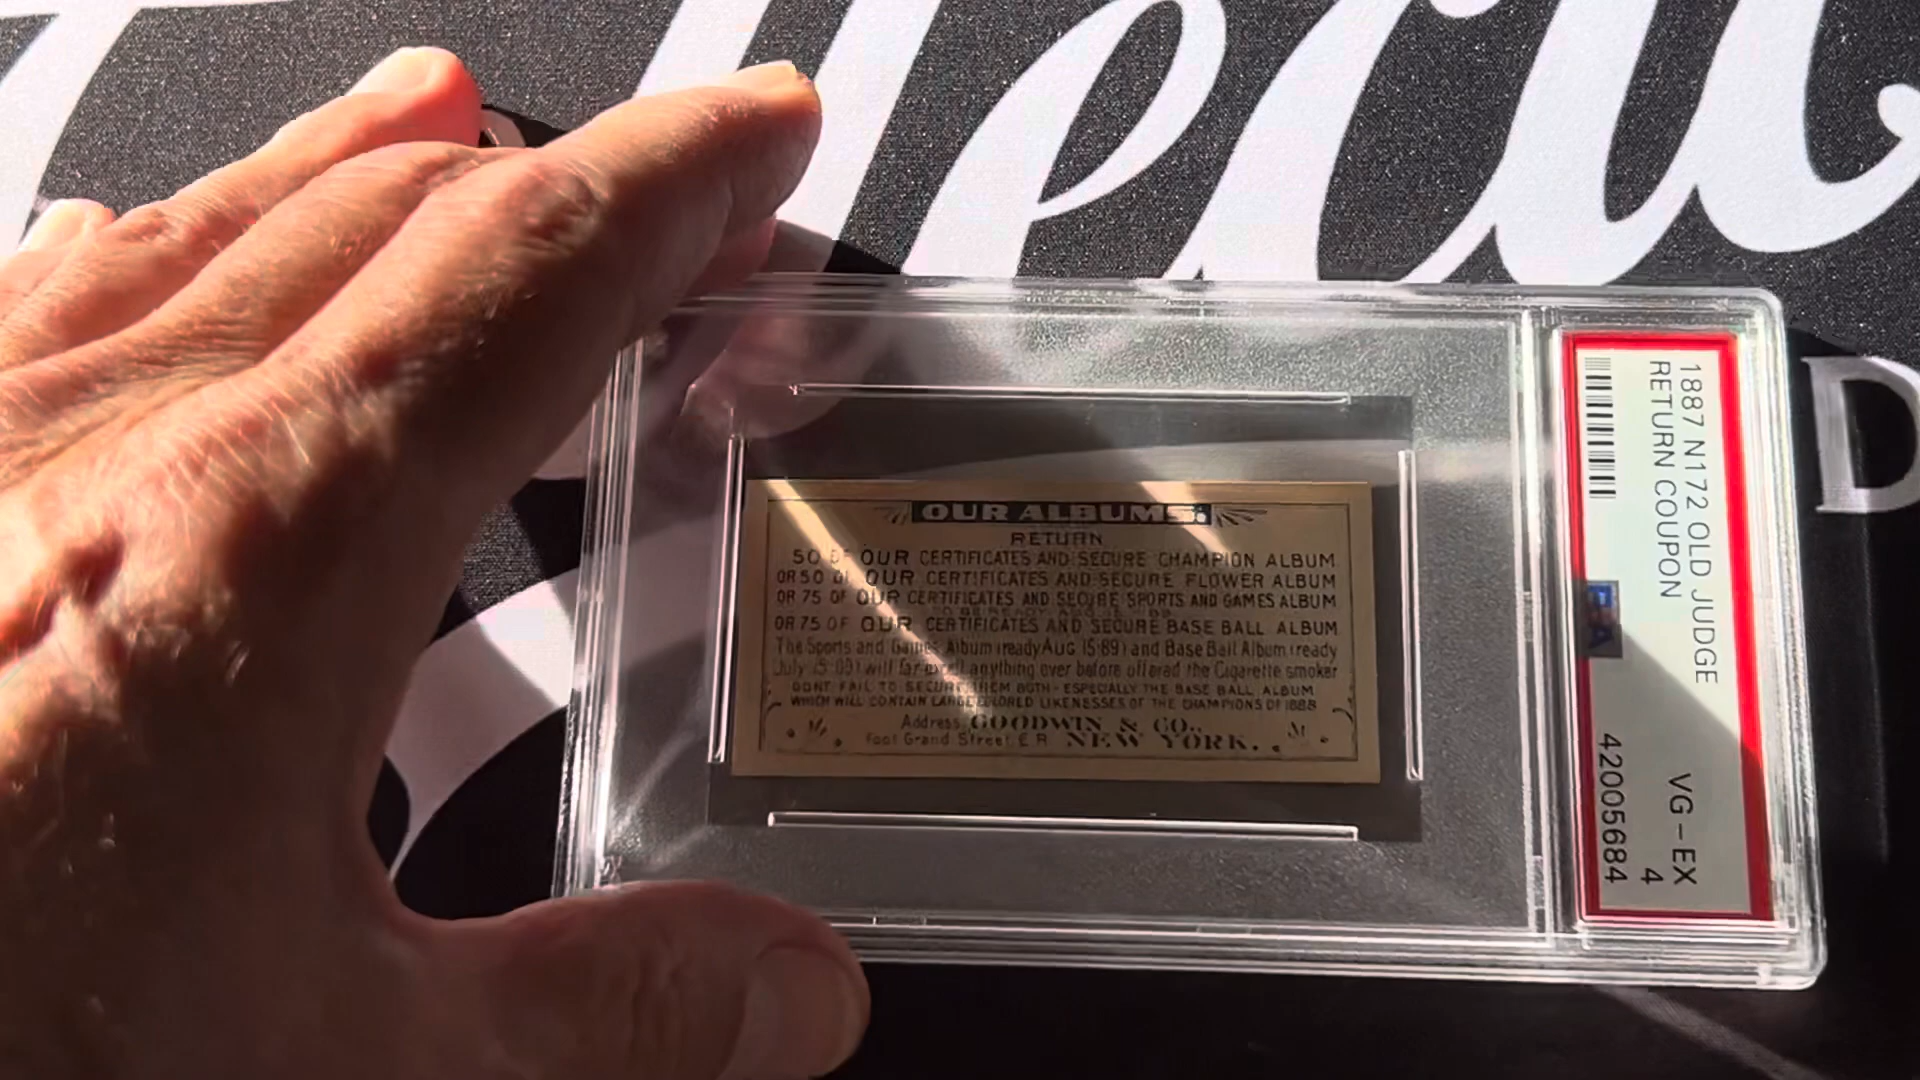 OUR ALBUMS.
RETURN
50 OF OUR CERTIFICATES AND SECURE CHAMPION ALBUM
OR 50 OF OUR CERTIFICATES AND SECURE FLOWER ALBUM
OR 75 OF OUR CERTIFICATES AND SECURE SPORTS AND GAMES ALBUM
OR 75 OF OUR CERTIFICATES AND SECURE BASE BALL ALBUM
The Sports and Games Album (ready Aug 15·89) and Base Ball Album (ready
July 15· will far excell anything ever before offered the Cigarette smoker
DONT FAIL TO SECURE THEM BOTH - ESPECIALLY THE BASE BALL ALBUM
WHICH WILL CONTAIN LARGE COLORED LIKENESSES OF THE CHAMPIONS OF 1888
Address GOODWIN & CO.,
Foot Grand Street, E.R. NEW YORK.
1887 N172 OLD JUDGE
RETURN COUPON
VG-EX
4
42005684
PSA
D